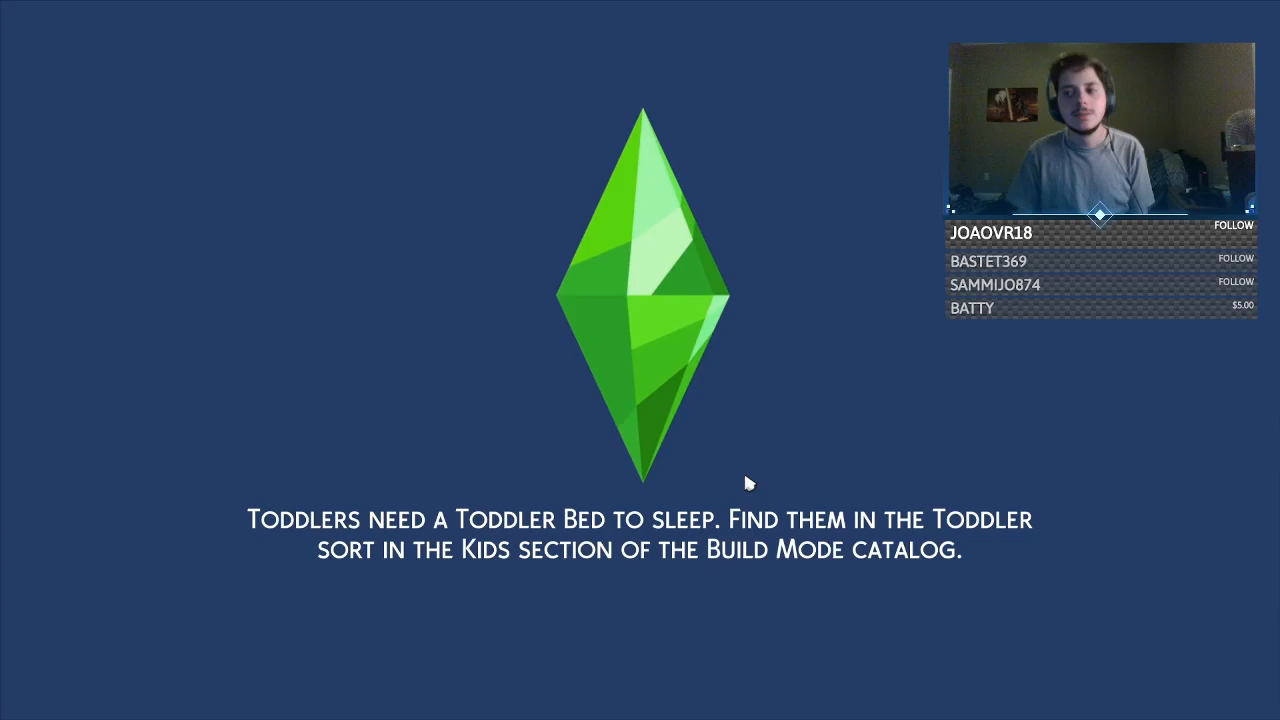 JOAOVR18 FOLLOW
BASTET369 FOLLOW
SAMMIJO874 FOLLOW
BATTY $5.00
TODDLERS NEED A TODDLER BED TO SLEEP. FIND THEM IN THE TODDLER
SORT IN THE KIDS SECTION OF THE BUILD MODE CATALOG.